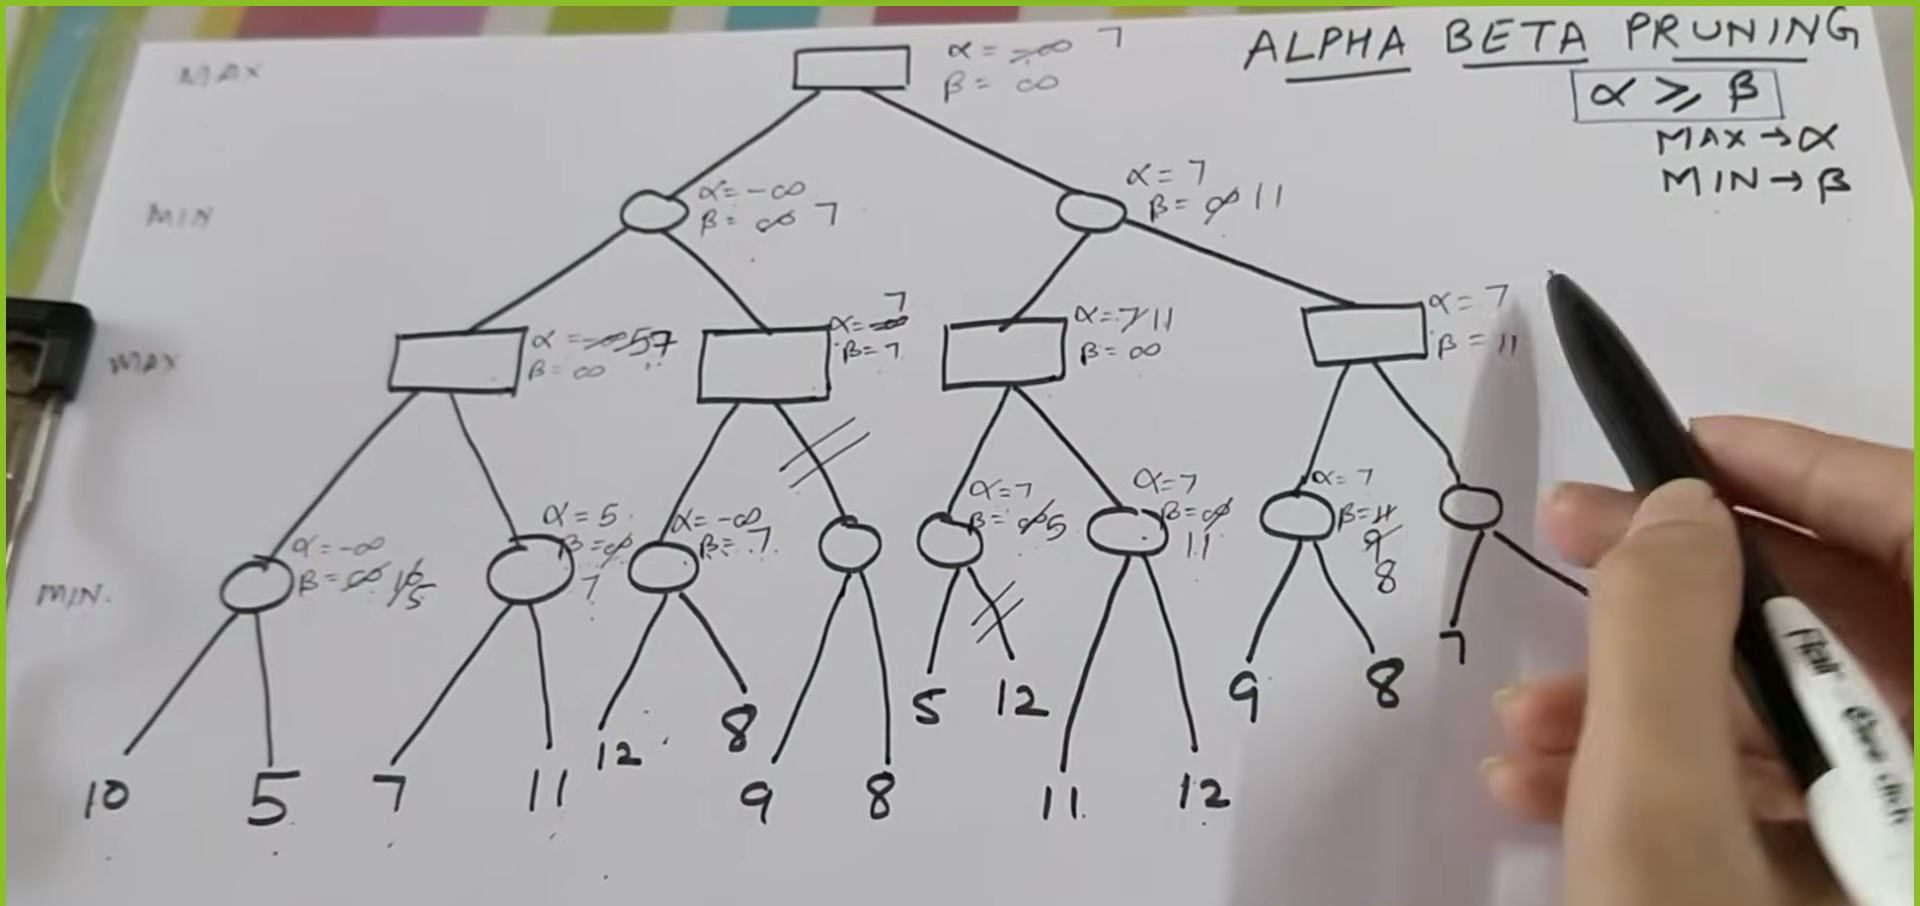 ALPHA BETA PRUNING
α ≥ β
MAX → α
MIN → β
MAX
α = -∞ 7
β = ∞
MIN
α = -∞
β = ∞ 7
α = 7
β = ∞ 11
MAX
α = -∞ 5 7
β = ∞
α = -∞ 7
β = 7
α = 7 11
β = ∞
α = 7
β = 11
MIN.
α = -∞
β = ∞ 10 5
α = 5
β = ∞ 7
α = -∞
β = 7
α = 7
β = ∞ 5
α = 7
β = ∞ 11
α = 7
β = 11 9 8
10 5 7 11 12 8 9 8 5 12 11 12 9 8 7
Flair